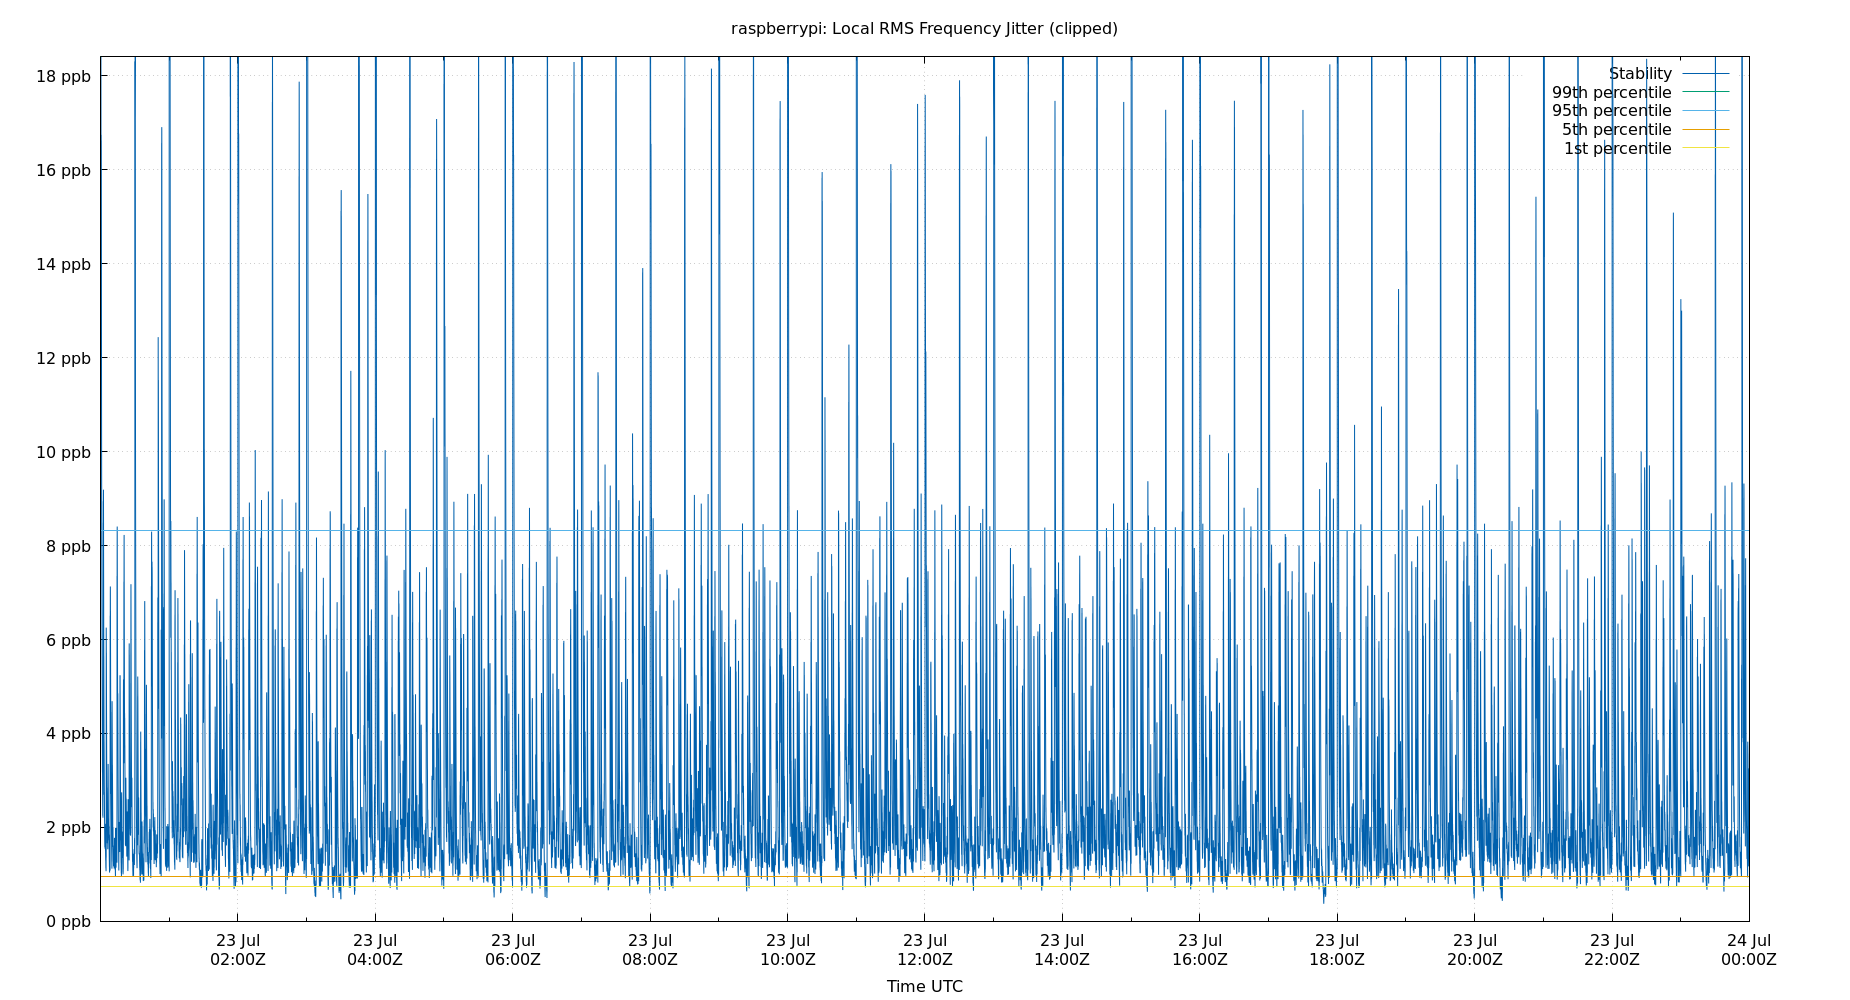 raspberrypi: Local RMS Frequency Jitter (clipped)
18 ppb
16 ppb
14 ppb
12 ppb
10 ppb
8 ppb
6 ppb
4 ppb
2 ppb
0 ppb
Stability
99th percentile
95th percentile
5th percentile
1st percentile
23 Jul 23 Jul 23 Jul 23 Jul 23 Jul 23 Jul 23 Jul 23 Jul 23 Jul 23 Jul 23 Jul 24 Jul
02:00Z 04:00Z 06:00Z 08:00Z 10:00Z 12:00Z 14:00Z 16:00Z 18:00Z 20:00Z 22:00Z 00:00Z
Time UTC